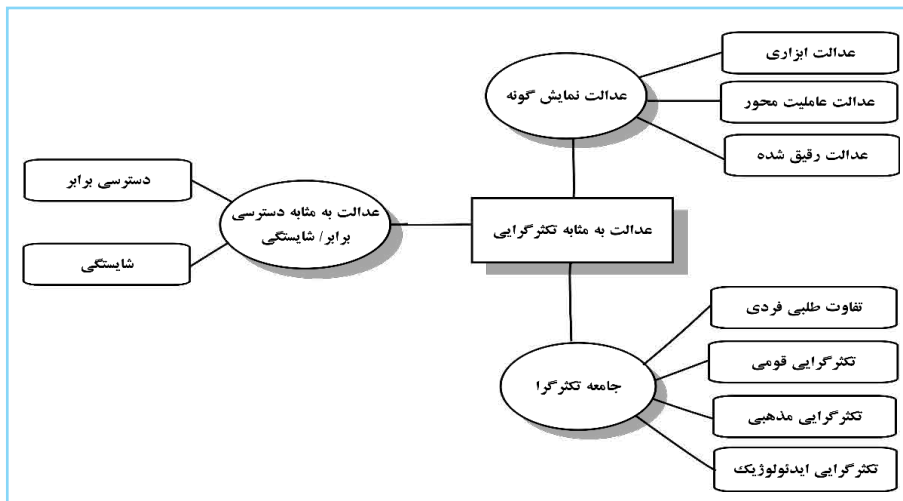 عدالت ابزاری
عدالت نمایش گونه
عدالت عاملیت محور
عدالت رقیق شده
دسترسی برابر
عدالت به مثابه دسترسی
برابر/ شایستگی
عدالت به مثابه تکثرگرایی
شایستگی
تفاوت طلبی فردی
تکثرگرایی قومی
جامعه تکثرگرا
تکثرگرایی مذهبی
تکثرگرایی ایدئولوژیک